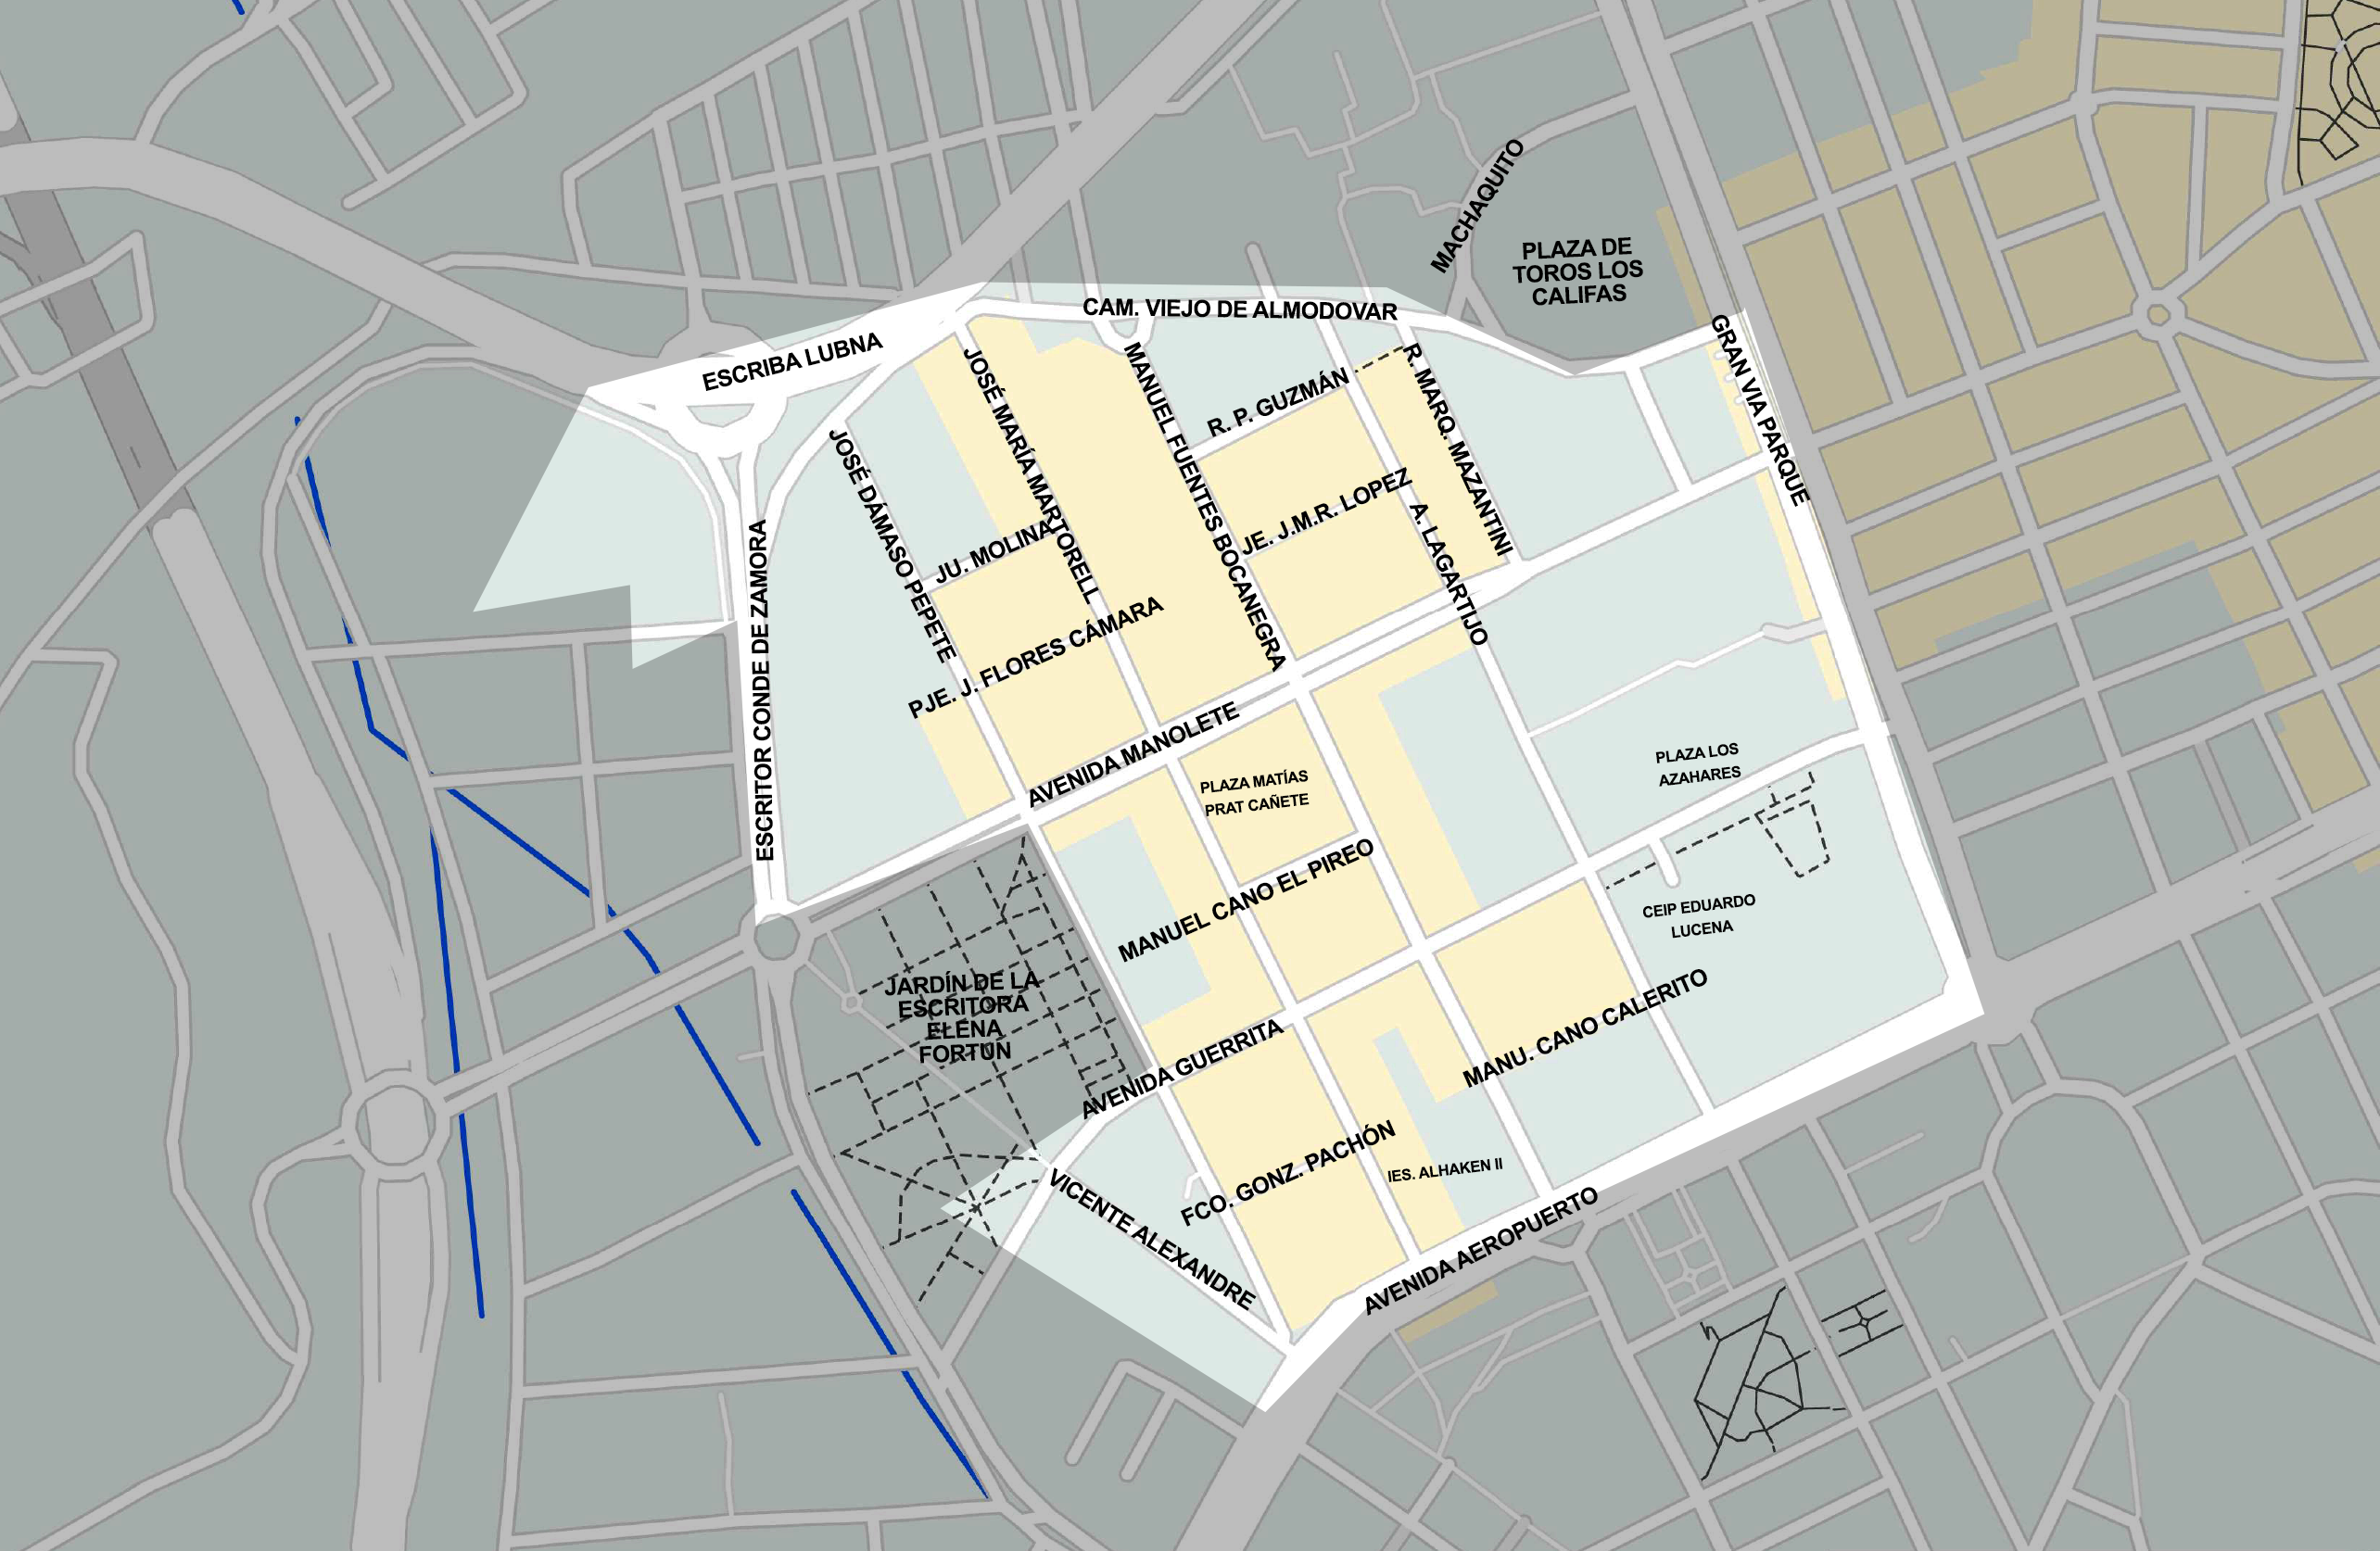 MACHAQUITO
PLAZA DE
TOROS LOS
CALIFAS
CAM. VIEJO DE ALMODOVAR
ESCRIBA LUBNA
GRAN VIA PARQUE
JOSÉ MARÍA MARTORELL
MANUEL FUENTES BOCANEGRA
R. P. GUZMÁN
R. MARQ. MAZANTINI
JOSÉ DÁMASO PEPETE
JU. MOLINA
JE. J.M.R. LOPEZ
A. LAGARTIJO
ESCRITOR CONDE DE ZAMORA
PJE. J. FLORES CÁMARA
AVENIDA MANOLETE
PLAZA MATÍAS
PRAT CAÑETE
PLAZA LOS
AZAHARES
MANUEL CANO EL PIREO
CEIP EDUARDO
LUCENA
JARDÍN DE LA
ESCRITORA
ELENA
FORTUN
AVENIDA GUERRITA
MANU. CANO CALERITO
FCO. GONZ. PACHÓN
IES. ALHAKEN II
VICENTE ALEXANDRE
AVENIDA AEROPUERTO